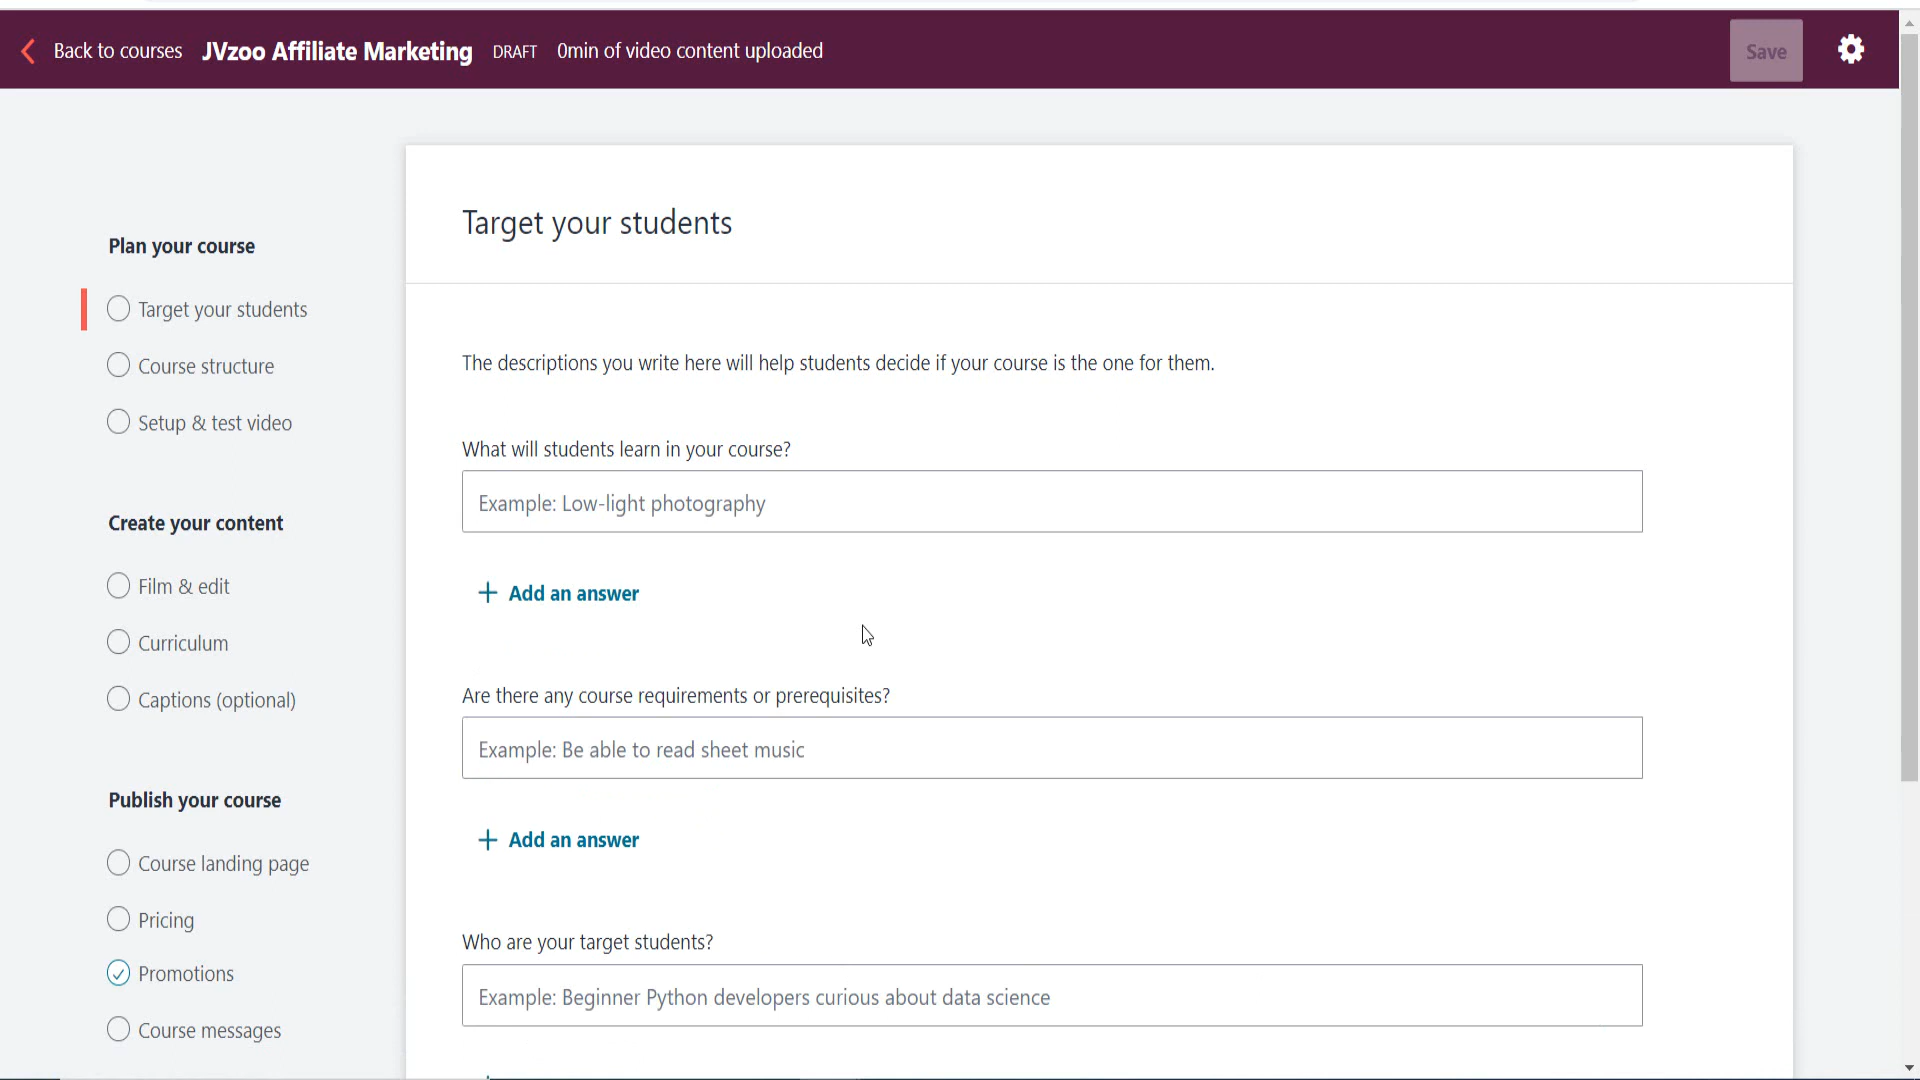 Back to courses JVzoo Affiliate Marketing DRAFT 0min of video content uploaded Save
Plan your course
Target your students
Course structure
Setup & test video
Create your content
Film & edit
Curriculum
Captions (optional)
Publish your course
Course landing page
Pricing
Promotions
Course messages
Target your students
The descriptions you write here will help students decide if your course is the one for them.
What will students learn in your course?
Example: Low-light photography
Add an answer
Are there any course requirements or prerequisites?
Example: Be able to read sheet music
Add an answer
Who are your target students?
Example: Beginner Python developers curious about data science